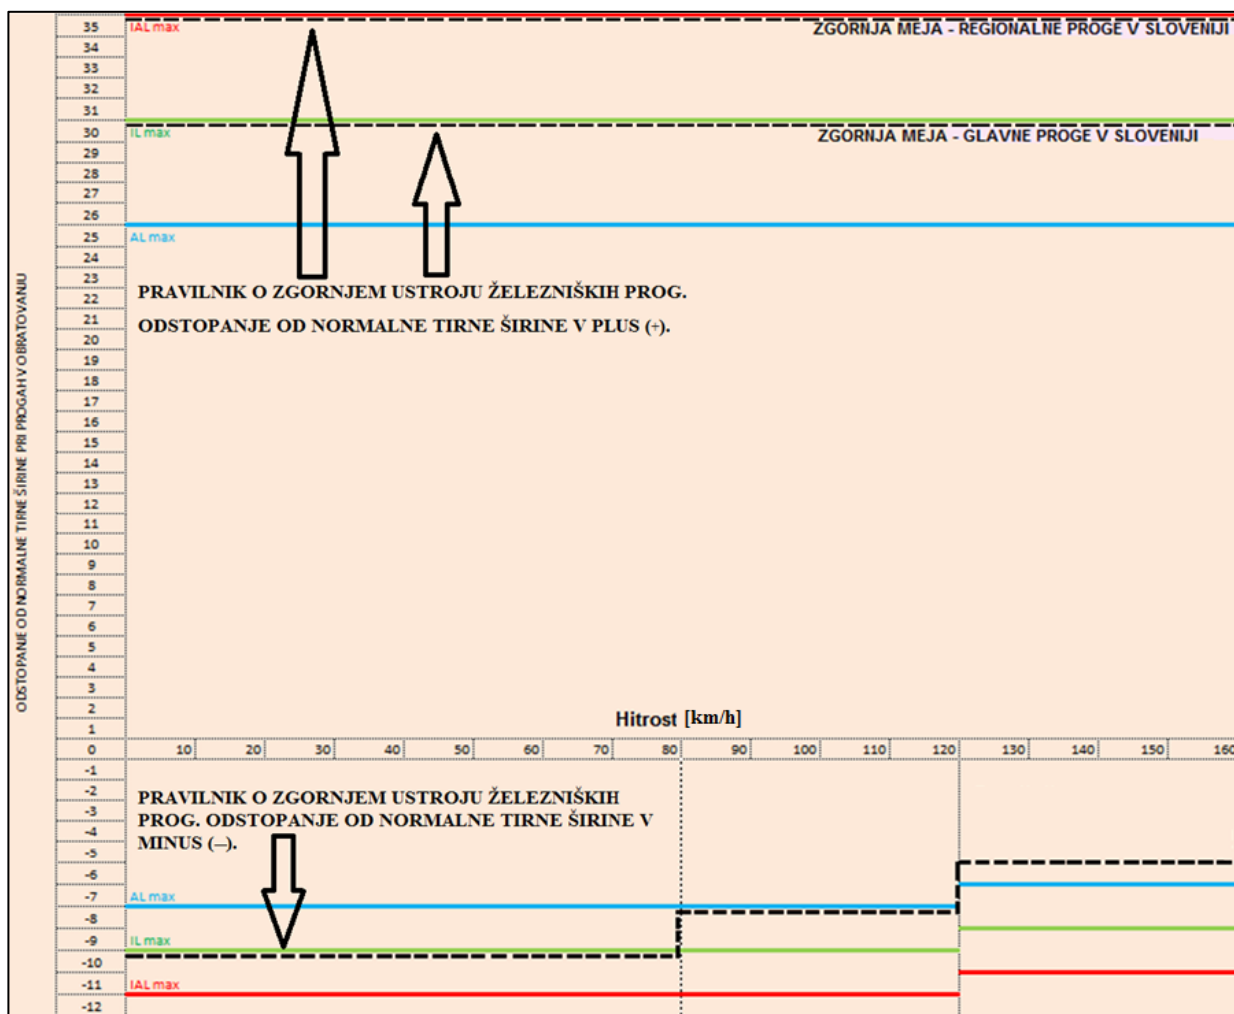 ODSTOPANJE OD NORMALNE TIRNE ŠIRINE PRI PROGAH V OBRATOVANJU
35
IAL max
ZGORNJA MEJA - REGIONALNE PROGE V SLOVENIJI
34
33
32
31
30
IL max
ZGORNJA MEJA - GLAVNE PROGE V SLOVENIJI
29
28
27
26
25
AL max
24
23
22
PRAVILNIK O ZGORNJEM USTROJU ŽELEZNIŠKIH PROG.
21
ODSTOPANJE OD NORMALNE TIRNE ŠIRINE V PLUS (+).
20
19
18
17
16
15
14
13
12
11
10
9
8
7
6
5
4
3
2
1
Hitrost [km/h]
0 10 20 30 40 50 60 70 80 90 100 110 120 130 140 150 160
-1
-2
PRAVILNIK O ZGORNJEM USTROJU ŽELEZNIŠKIH
-3
PROG. ODSTOPANJE OD NORMALNE TIRNE ŠIRINE V
-4
MINUS (–).
-5
-6
-7
AL max
-8
-9
IL max
-10
-11
IAL max
-12